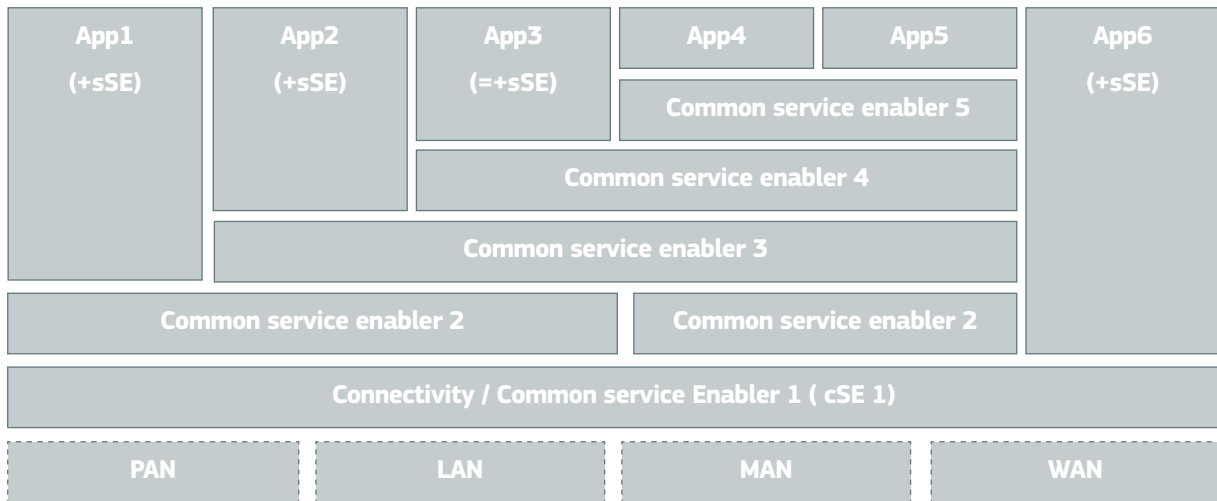 App1
(+sSE)
App2
(+sSE)
App3
(=+sSE)
App4
App5
App6
(+sSE)
Common service enabler 5
Common service enabler 4
Common service enabler 3
Common service enabler 2
Common service enabler 2
Connectivity / Common service Enabler 1 ( cSE 1)
PAN
LAN
MAN
WAN